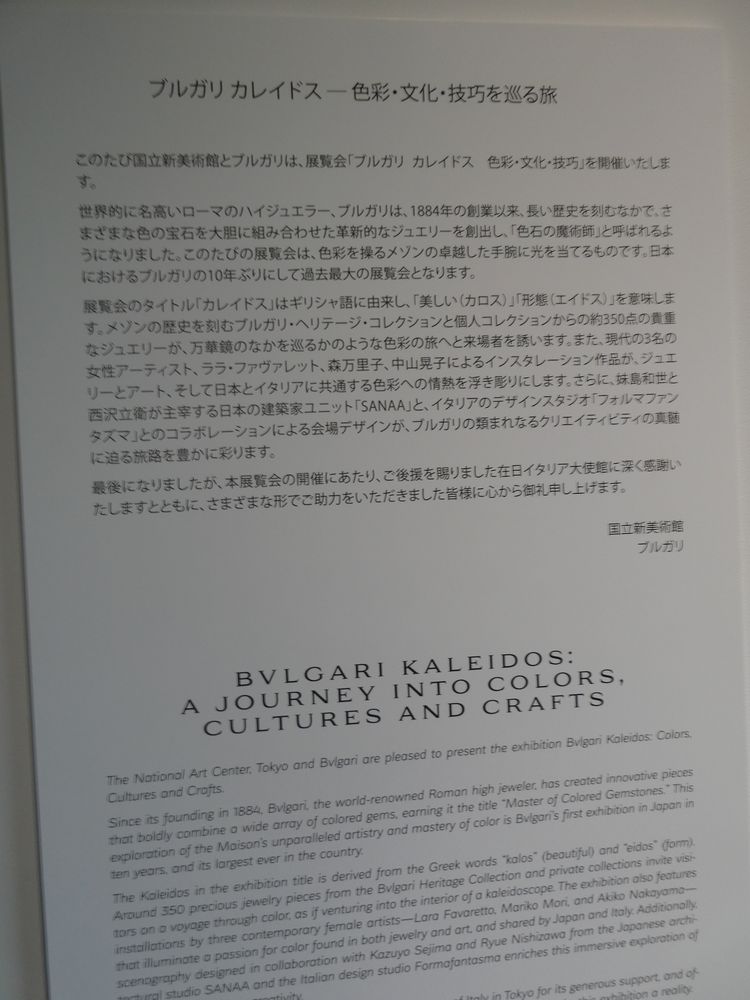 ブルガリ カレイドス ― 色彩・文化・技巧を巡る旅
このたび国立新美術館とブルガリは、展覧会「ブルガリ カレイドス 色彩・文化・技巧」を開催いたしま
す。
世界的に名高いローマのハイジュエラー、ブルガリは、1884年の創業以来、長い歴史を刻むなかで、さ
まざまな色の宝石を大胆に組み合わせた革新的なジュエリーを創出し、「色石の魔術師」と呼ばれるよ
うになりました。このたびの展覧会は、色彩を操るメゾンの卓越した手腕に光を当てるものです。日本
におけるブルガリの10年ぶりにして過去最大の展覧会となります。
展覧会のタイトル「カレイドス」はギリシャ語に由来し、「美しい（カロス）」「形態（エイドス）」を意味しま
す。メゾンの歴史を刻むブルガリ・ヘリテージ・コレクションと個人コレクションからの約350点の貴重
なジュエリーが、万華鏡のなかを巡るかのような色彩の旅へと来場者を誘います。また、現代の3名の
女性アーティスト、ララ・ファヴァレット、森万里子、中山晃子によるインスタレーション作品が、ジュエ
リーとアート、そして日本とイタリアに共通する色彩への情熱を浮き彫りにします。さらに、妹島和世と
西沢立衛が主宰する日本の建築家ユニット「SANAA」と、イタリアのデザインスタジオ「フォルマファン
タズマ」とのコラボレーションによる会場デザインが、ブルガリの類まれなるクリエイティビティの真髄
に迫る旅路を豊かに彩ります。
最後になりましたが、本展覧会の開催にあたり、ご後援を賜りました在日イタリア大使館に深く感謝い
たしますとともに、さまざまな形でご助力をいただきました皆様に心から御礼申し上げます。
国立新美術館
ブルガリ
BVLGARI KALEIDOS:
A JOURNEY INTO COLORS,
CULTURES AND CRAFTS
The National Art Center, Tokyo and Bvlgari are pleased to present the exhibition Bvlgari Kaleidos: Colors,
Cultures and Crafts.
Since its founding in 1884, Bvlgari, the world-renowned Roman high jeweler, has created innovative pieces
that boldly combine a wide array of colored gems, earning it the title “Master of Colored Gemstones.” This
exploration of the Maison’s unparalleled artistry and mastery of color is Bvlgari’s first exhibition in Japan in
ten years, and its largest ever in the country.
The Kaleidos in the exhibition title is derived from the Greek words “kalos” (beautiful) and “eidos” (form).
Around 350 precious jewelry pieces from the Bvlgari Heritage Collection and private collections invite visi-
tors on a voyage through color, as if venturing into the interior of a kaleidoscope. The exhibition also features
installations by three contemporary female artists—Lara Favaretto, Mariko Mori, and Akiko Nakayama—
that illuminate a passion for color found in both jewelry and art, and shared by Japan and Italy. Additionally,
scenography designed in collaboration with Kazuyo Sejima and Ryue Nishizawa from the Japanese archi-
tectural studio SANAA and the Italian design studio Formafantasma enriches this immersive exploration of
creativity.
of Italy in Tokyo for its generous support, and of-
this exhibition a reality.